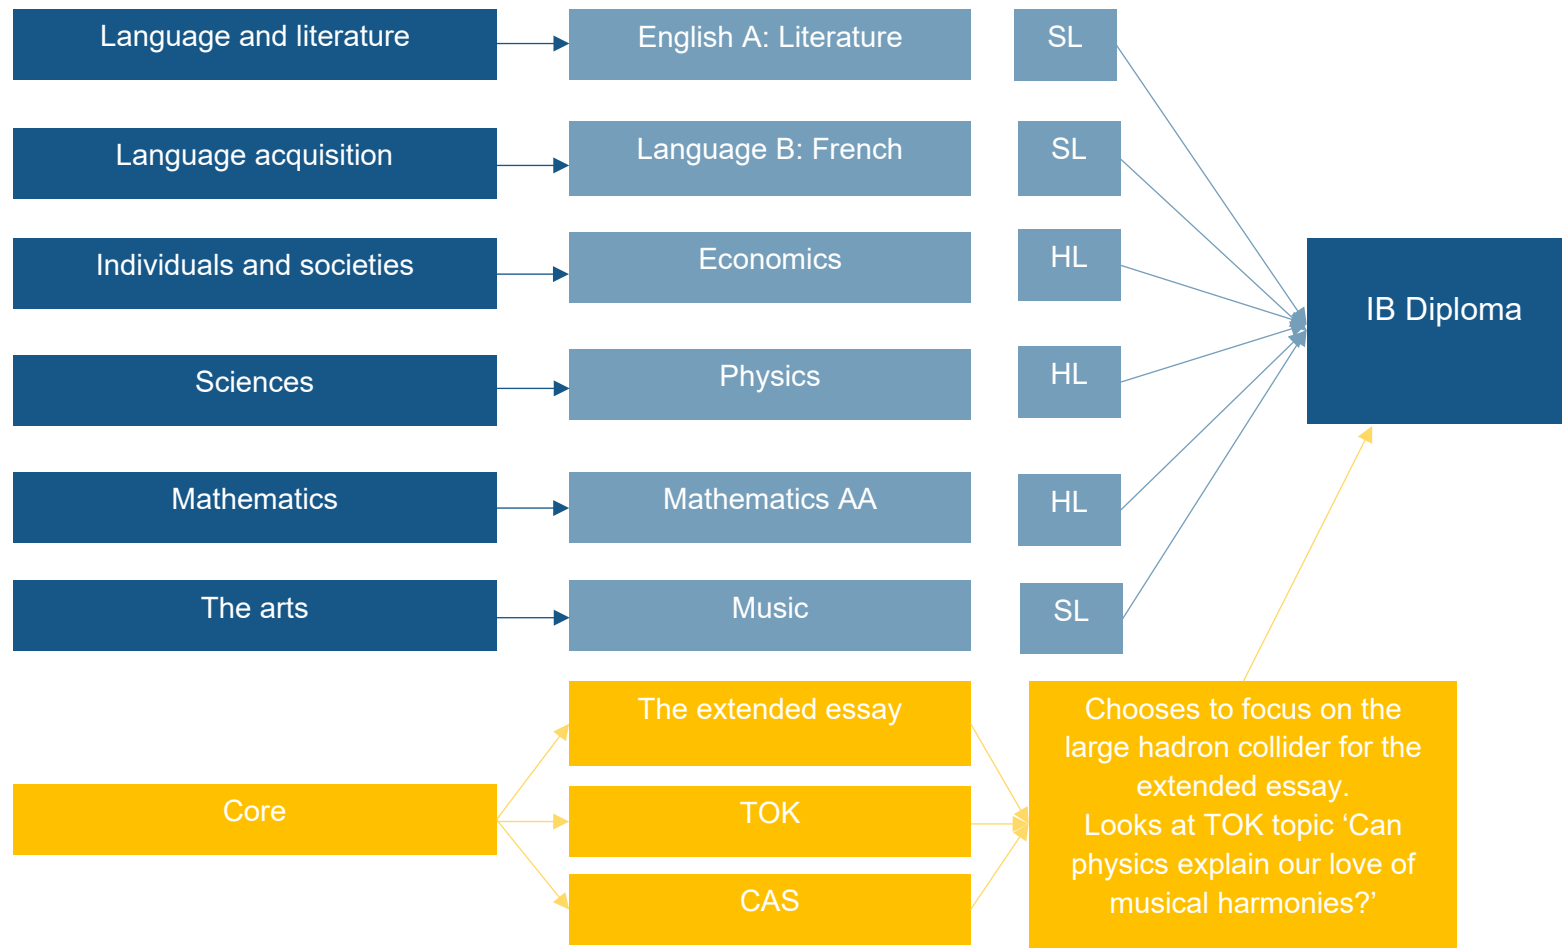 Language and literature
English A: Literature
SL
Language acquisition
Language B: French
SL
Individuals and societies
Economics
HL
Sciences
Physics
HL
Mathematics
Mathematics AA
HL
The arts
Music
SL
IB Diploma
Core
The extended essay
TOK
CAS
Chooses to focus on the
large hadron collider for the
extended essay.
Looks at TOK topic ‘Can
physics explain our love of
musical harmonies?’